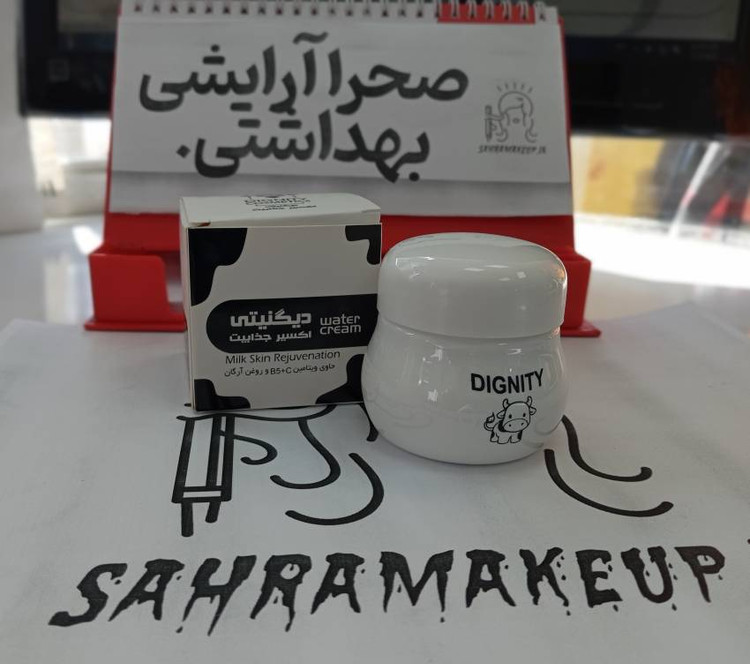 صحرا آرایشی
بهداشتی.
SAHRAMAKEUP.IR
دیگنیتی
اکسیر جذابیت
water
cream
Milk Skin Rejuvenation
حاوی ویتامین B5+C و روغن آرگان
DIGNITY
SAHRAMAKEUP